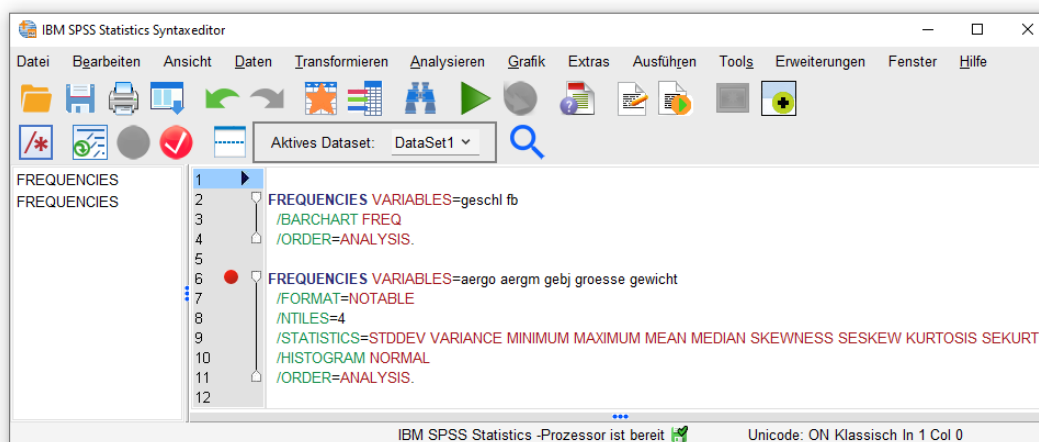 IBM SPSS Statistics Syntaxeditor
Datei Bearbeiten Ansicht Daten Transformieren Analysieren Grafik Extras Ausführen Tools Erweiterungen Fenster Hilfe
/* Aktives Dataset: DataSet1
FREQUENCIES
FREQUENCIES
1
2 FREQUENCIES VARIABLES=geschl fb
3 /BARCHART FREQ
4 /ORDER=ANALYSIS.
5
6 FREQUENCIES VARIABLES=aergo aergm gebj groesse gewicht
7 /FORMAT=NOTABLE
8 /NTILES=4
9 /STATISTICS=STDDEV VARIANCE MINIMUM MAXIMUM MEAN MEDIAN SKEWNESS SESKEW KURTOSIS SEKURT
10 /HISTOGRAM NORMAL
11 /ORDER=ANALYSIS.
12
IBM SPSS Statistics -Prozessor ist bereit Unicode: ON Klassisch In 1 Col 0